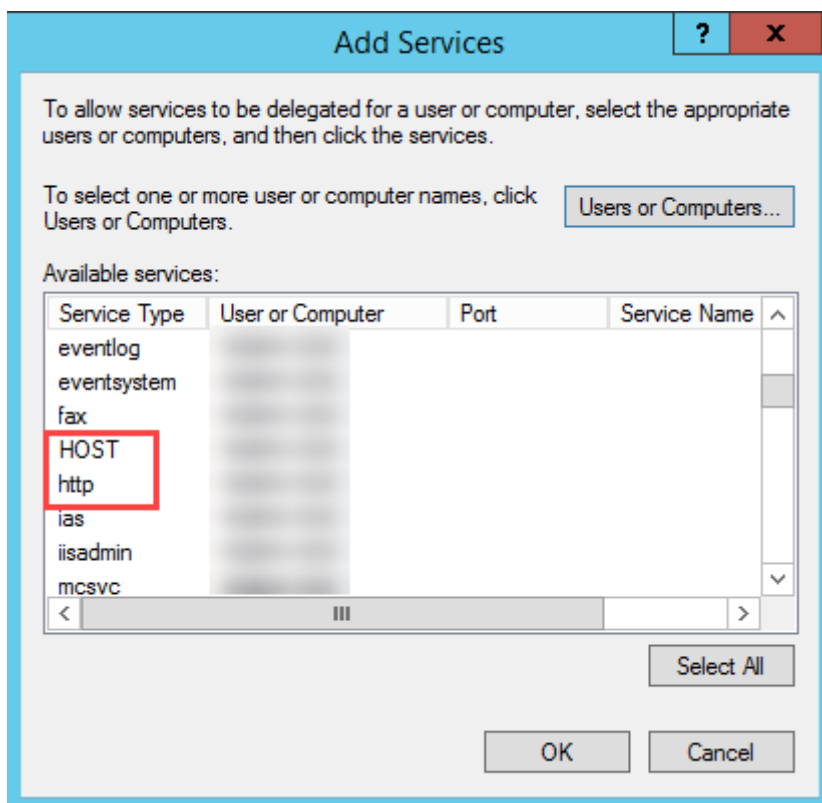 Add Services
?
x
To allow services to be delegated for a user or computer, select the appropriate
users or computers, and then click the services.
To select one or more user or computer names, click
Users or Computers.
Users or Computers...
Available services:
Service Type User or Computer Port Service Name
eventlog
eventsystem
fax
HOST
http
ias
iisadmin
mcsvc
Select All
OK Cancel